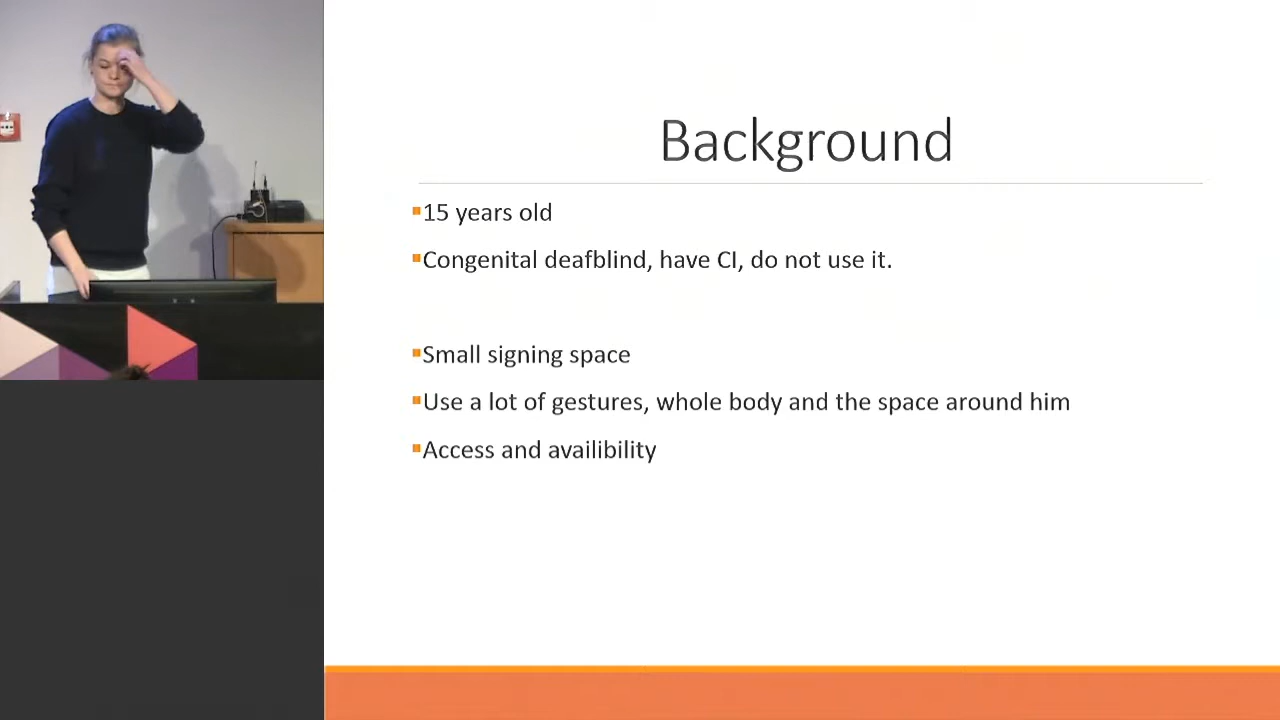 Background
▪15 years old
▪Congenital deafblind, have CI, do not use it.
▪Small signing space
▪Use a lot of gestures, whole body and the space around him
▪Access and availibility